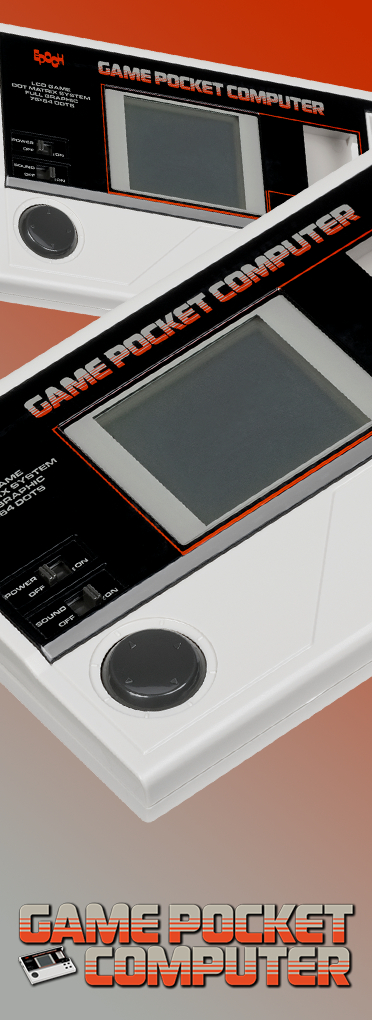 EPOCH
GAME POCKET COMPUTER
LCD GAME
DOT MATRIX SYSTEM
FULL GRAPHIC
75×64 DOTS
POWER
OFF ON
SOUND
OFF ON
GAME POCKET COMPUTER
AME
X SYSTEM
GRAPHIC
64 DOTS
POWER
OFF ON
SOUND
OFF ON
GAME POCKET
COMPUTER